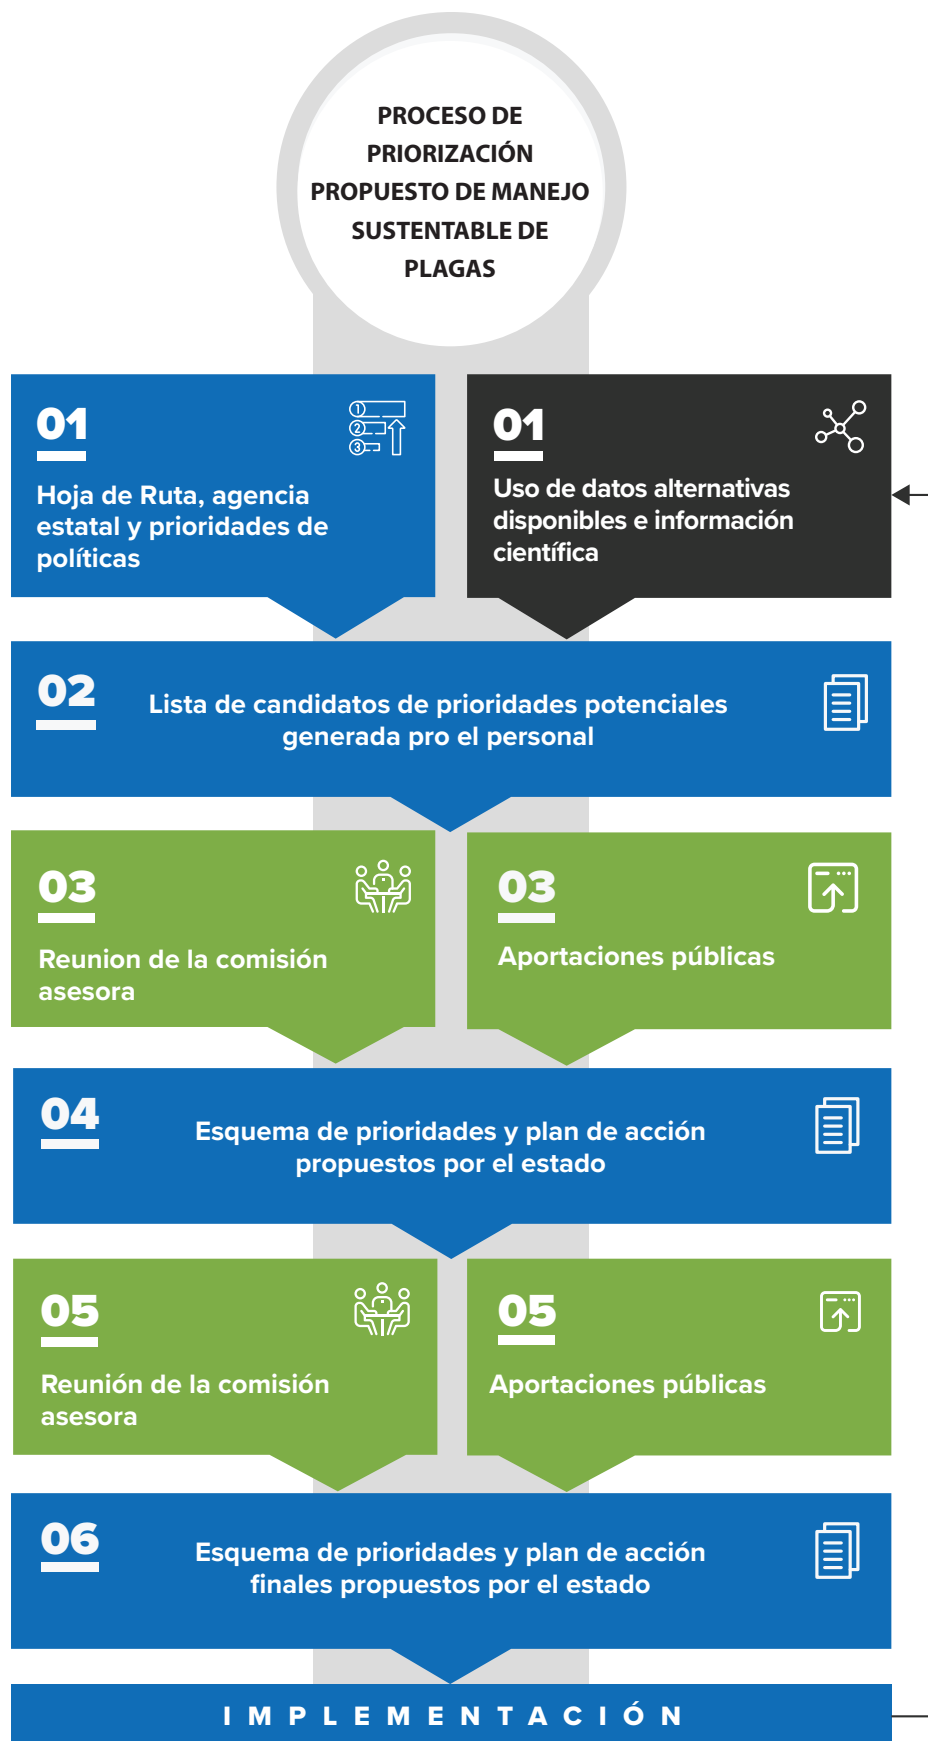 PROCESO DE
PRIORIZACIÓN
PROPUESTO DE MANEJO
SUSTENTABLE DE
PLAGAS
01
1
2
3
Hoja de Ruta, agencia
estatal y prioridades de
políticas
01
Uso de datos alternativas
disponibles e información
científica
02
Lista de candidatos de prioridades potenciales
generada pro el personal
03
Reunion de la comisión
asesora
03
Aportaciones públicas
04
Esquema de prioridades y plan de acción
propuestos por el estado
05
Reunión de la comisión
asesora
05
Aportaciones públicas
06
Esquema de prioridades y plan de acción
finales propuestos por el estado
IMPLEMENTACIÓN